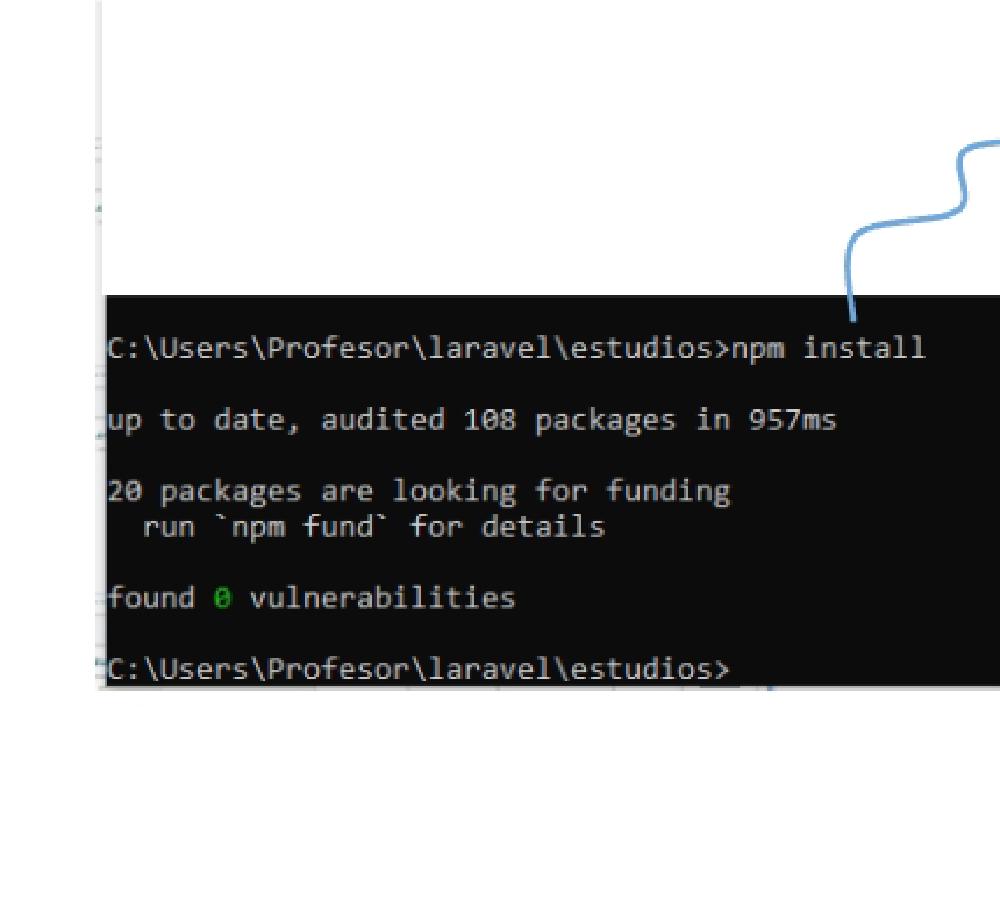 C:\Users\Profesor\laravel\estudios>npm install
up to date, audited 108 packages in 957ms
20 packages are looking for funding
  run `npm fund` for details
found 0 vulnerabilities
C:\Users\Profesor\laravel\estudios>